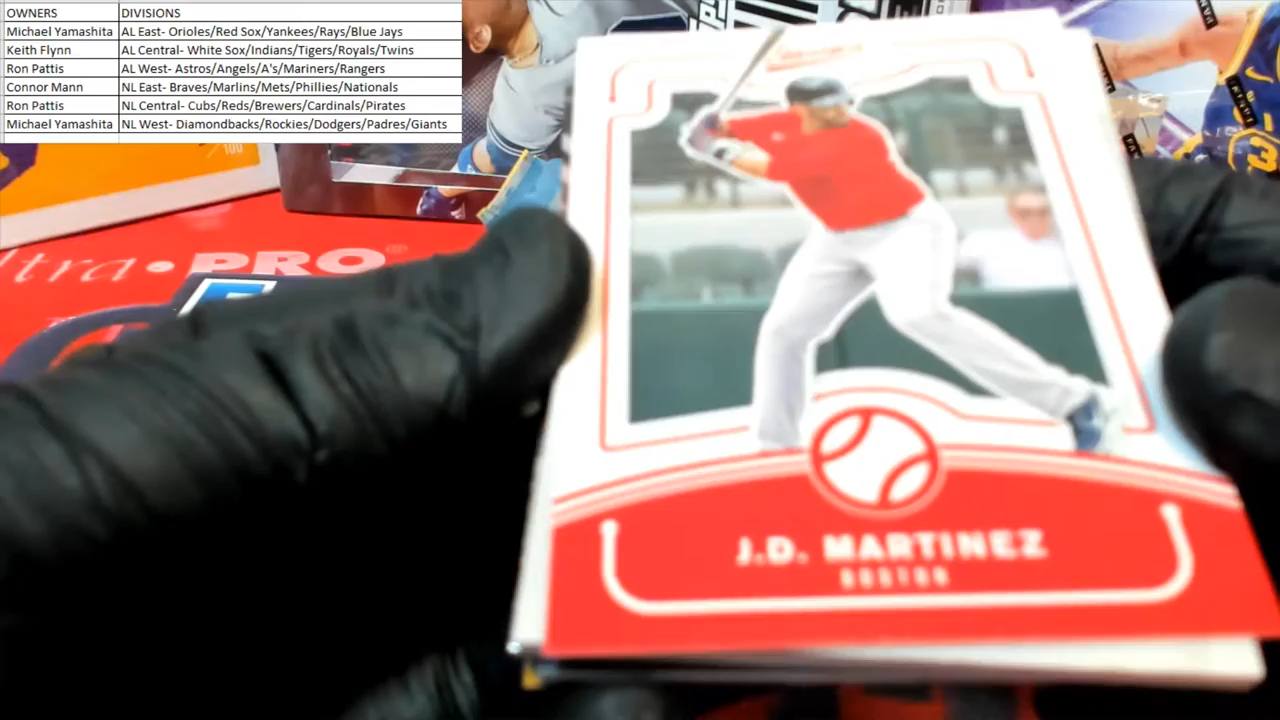 OWNERS DIVISIONS
Michael Yamashita AL East- Orioles/Red Sox/Yankees/Rays/Blue Jays
Keith Flynn AL Central- White Sox/Indians/Tigers/Royals/Twins
Ron Pattis AL West- Astros/Angels/A's/Mariners/Rangers
Connor Mann NL East- Braves/Marlins/Mets/Phillies/Nationals
Ron Pattis NL Central- Cubs/Reds/Brewers/Cardinals/Pirates
Michael Yamashita NL West- Diamondbacks/Rockies/Dodgers/Padres/Giants
100
ltra•PRO®
J.D. MARTINEZ
BOSTON